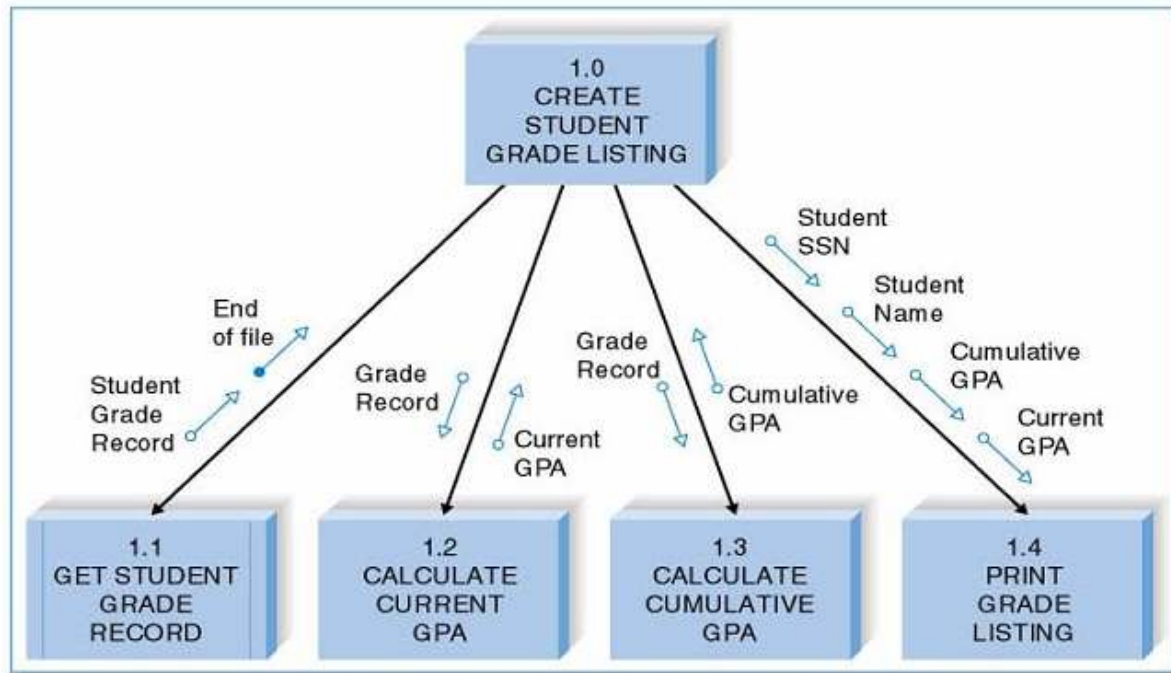 1.0
CREATE
STUDENT
GRADE LISTING
Student
SSN
Student
Name
Cumulative
GPA
Current
GPA
End
of file
Student
Grade
Record
Grade
Record
Current
GPA
Grade
Record
Cumulative
GPA
1.1
GET STUDENT
GRADE
RECORD
1.2
CALCULATE
CURRENT
GPA
1.3
CALCULATE
CUMULATIVE
GPA
1.4
PRINT
GRADE
LISTING